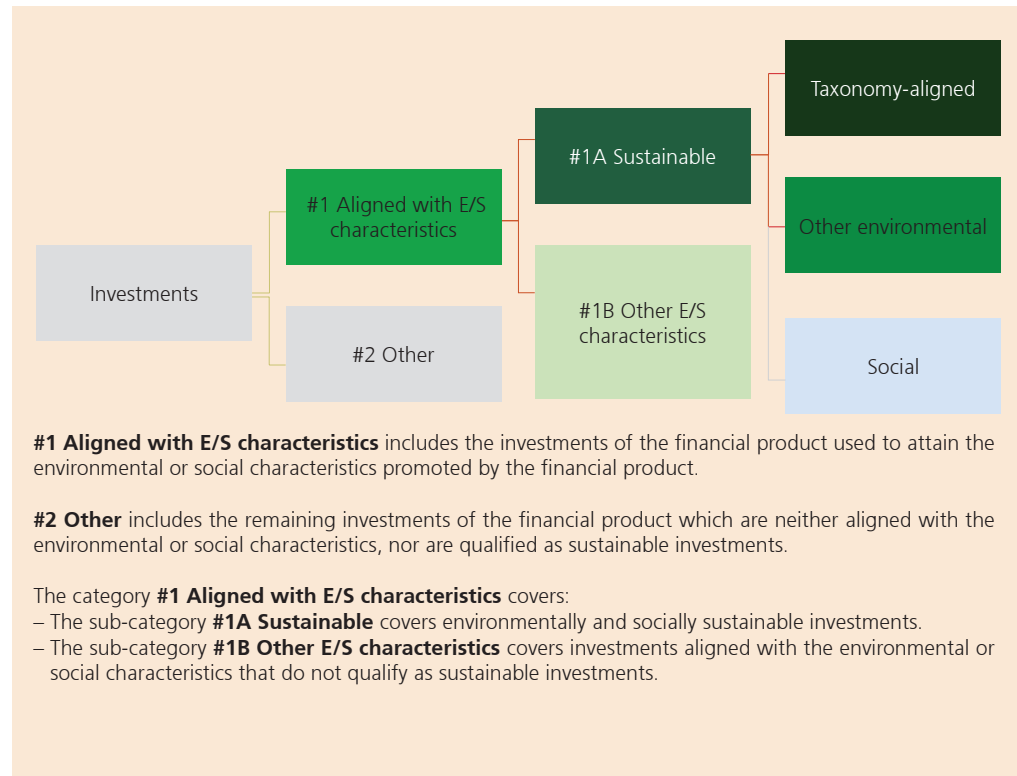 Taxonomy-aligned
#1A Sustainable
#1 Aligned with E/S
characteristics
Other environmental
Investments
#1B Other E/S
characteristics
#2 Other
Social
#1 Aligned with E/S characteristics includes the investments of the financial product used to attain the
environmental or social characteristics promoted by the financial product.
#2 Other includes the remaining investments of the financial product which are neither aligned with the
environmental or social characteristics, nor are qualified as sustainable investments.
The category #1 Aligned with E/S characteristics covers:
– The sub-category #1A Sustainable covers environmentally and socially sustainable investments.
– The sub-category #1B Other E/S characteristics covers investments aligned with the environmental or
social characteristics that do not qualify as sustainable investments.